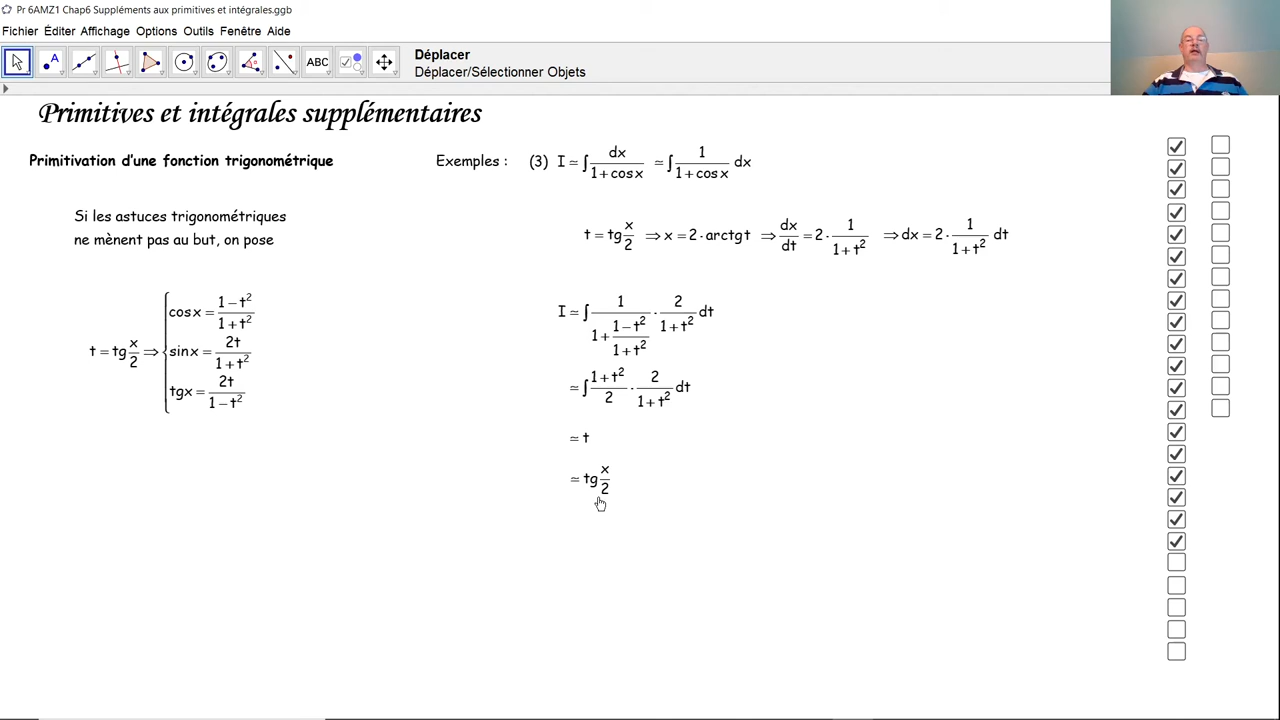 Pr 6AMZ1 Chap6 Suppléments aux primitives et intégrales.ggb
Fichier Éditer Affichage Options Outils Fenêtre Aide
A ABC
Déplacer
Déplacer/Sélectionner Objets
Primitives et intégrales supplémentaires
Primitivation d'une fonction trigonométrique
Si les astuces trigonométriques
ne mènent pas au but, on pose
t = tg x/2 ⇒ { cos x = (1 − t²)/(1 + t²)
sin x = 2t/(1 + t²)
tgx = 2t/(1 − t²)
Exemples : (3) I ≃ ∫ dx/(1 + cos x) ≃ ∫ 1/(1 + cos x) dx
t = tg x/2 ⇒ x = 2 · arctgt ⇒ dx/dt = 2 · 1/(1 + t²) ⇒ dx = 2 · 1/(1 + t²) dt
I ≃ ∫ 1/(1 + (1 − t²)/(1 + t²)) · 2/(1 + t²) dt
≃ ∫ (1 + t²)/2 · 2/(1 + t²) dt
≃ t
≃ tg x/2